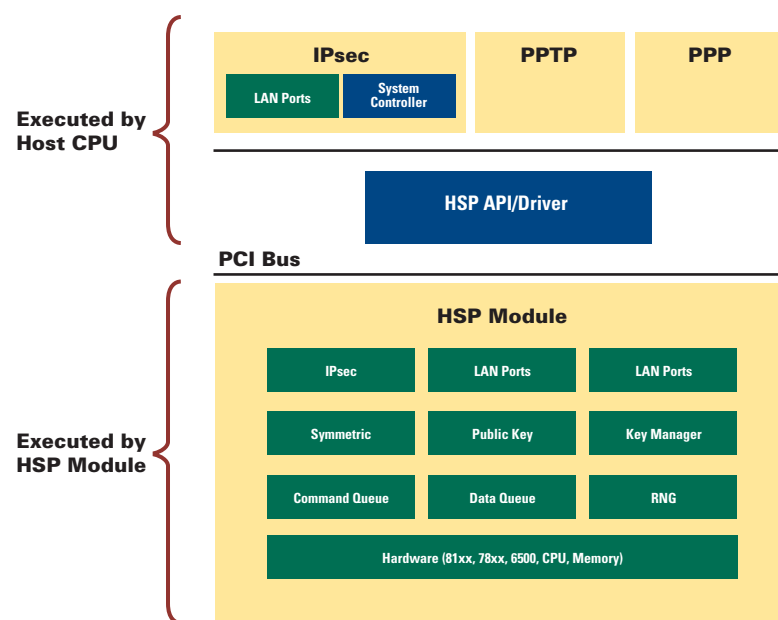 IPsec
PPTP
PPP
LAN Ports
System
Controller
Executed by
Host CPU
HSP API/Driver
PCI Bus
HSP Module
IPsec
LAN Ports
LAN Ports
Executed by
HSP Module
Symmetric
Public Key
Key Manager
Command Queue
Data Queue
RNG
Hardware (81xx, 78xx, 6500, CPU, Memory)